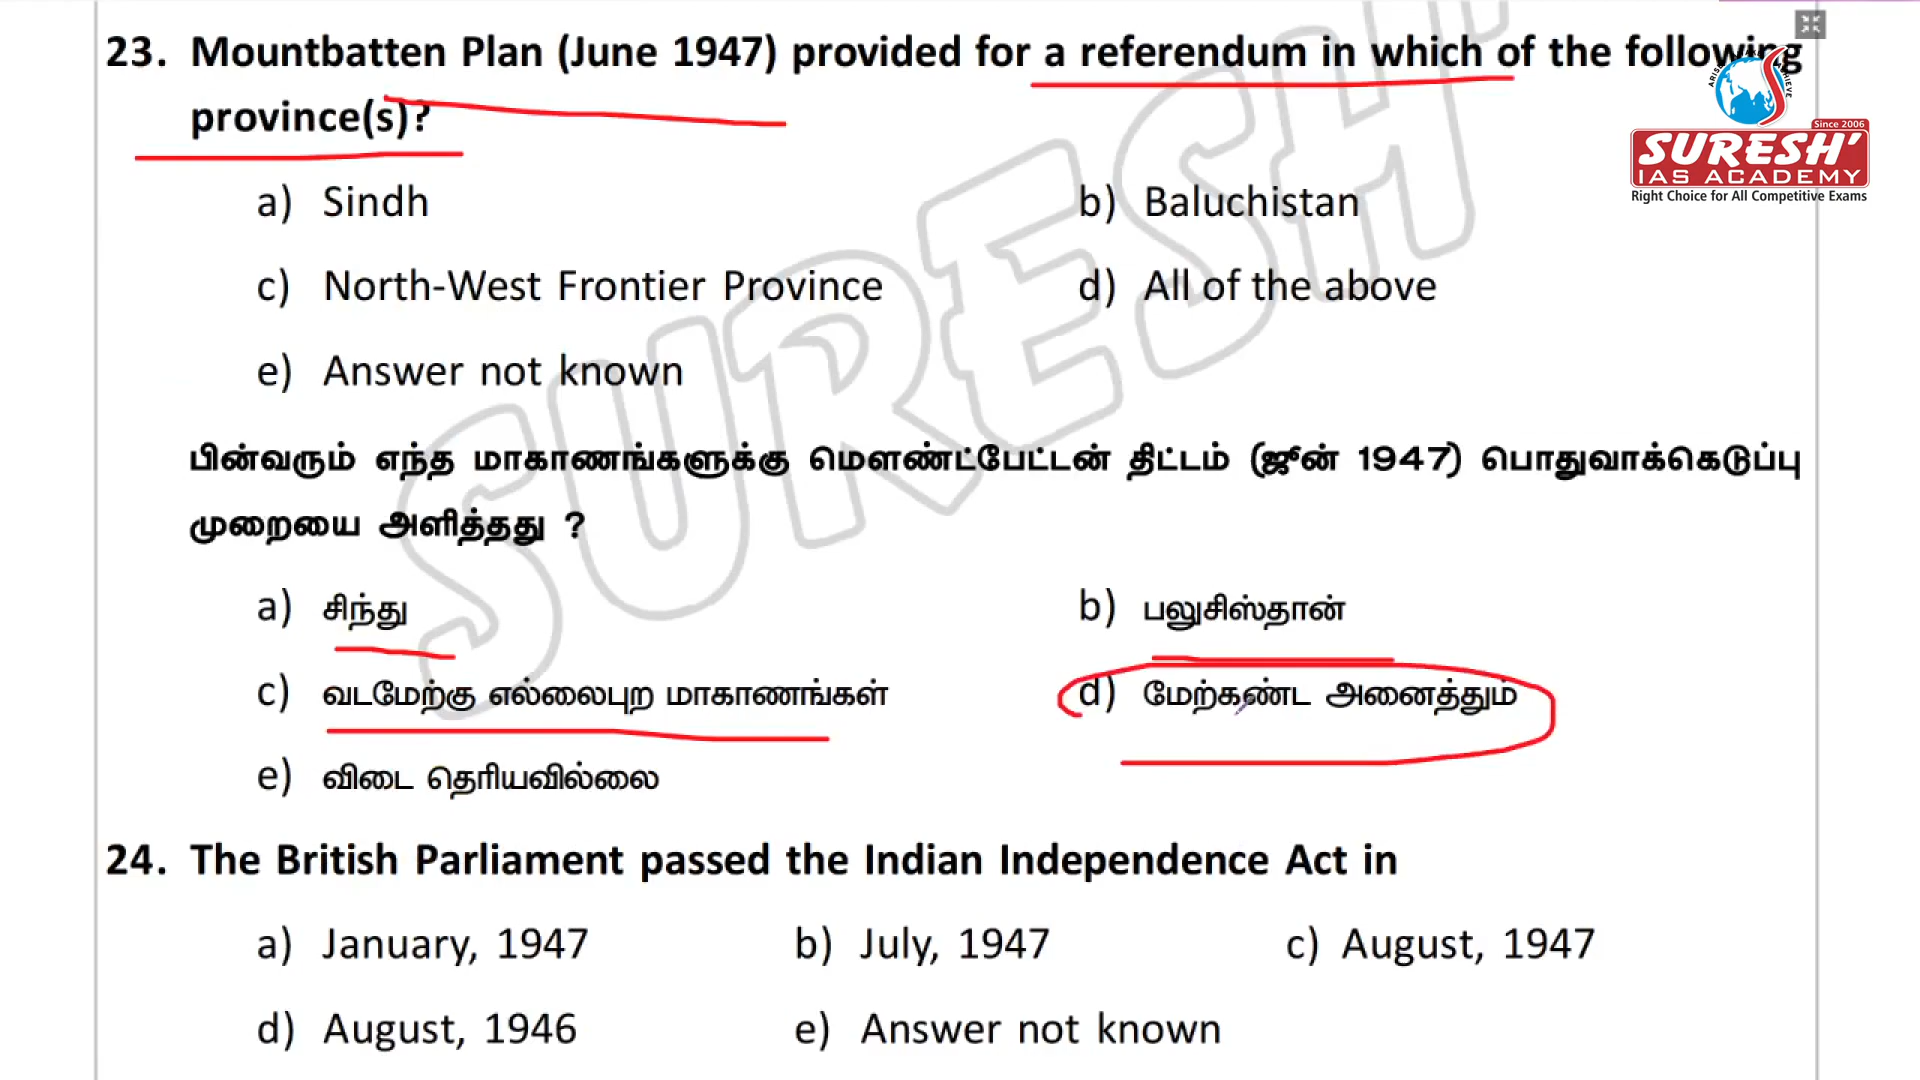 23. Mountbatten Plan (June 1947) provided for a referendum in which of the following
province(s)?
a) Sindh
b) Baluchistan
c) North-West Frontier Province
d) All of the above
e) Answer not known
பின்வரும் எந்த மாகாணங்களுக்கு மௌண்ட்பேட்டன் திட்டம் (ஜூன் 1947) பொதுவாக்கெடுப்பு
முறையை அளித்தது ?
a) சிந்து
b) பலுசிஸ்தான்
c) வடமேற்கு எல்லைபுற மாகாணங்கள்
d) மேற்கண்ட அனைத்தும்
e) விடை தெரியவில்லை
24. The British Parliament passed the Indian Independence Act in
a) January, 1947
b) July, 1947
c) August, 1947
d) August, 1946
e) Answer not known
Since 2006
SURESH'
IAS ACADEMY
Right Choice for All Competitive Exams
SURESH'